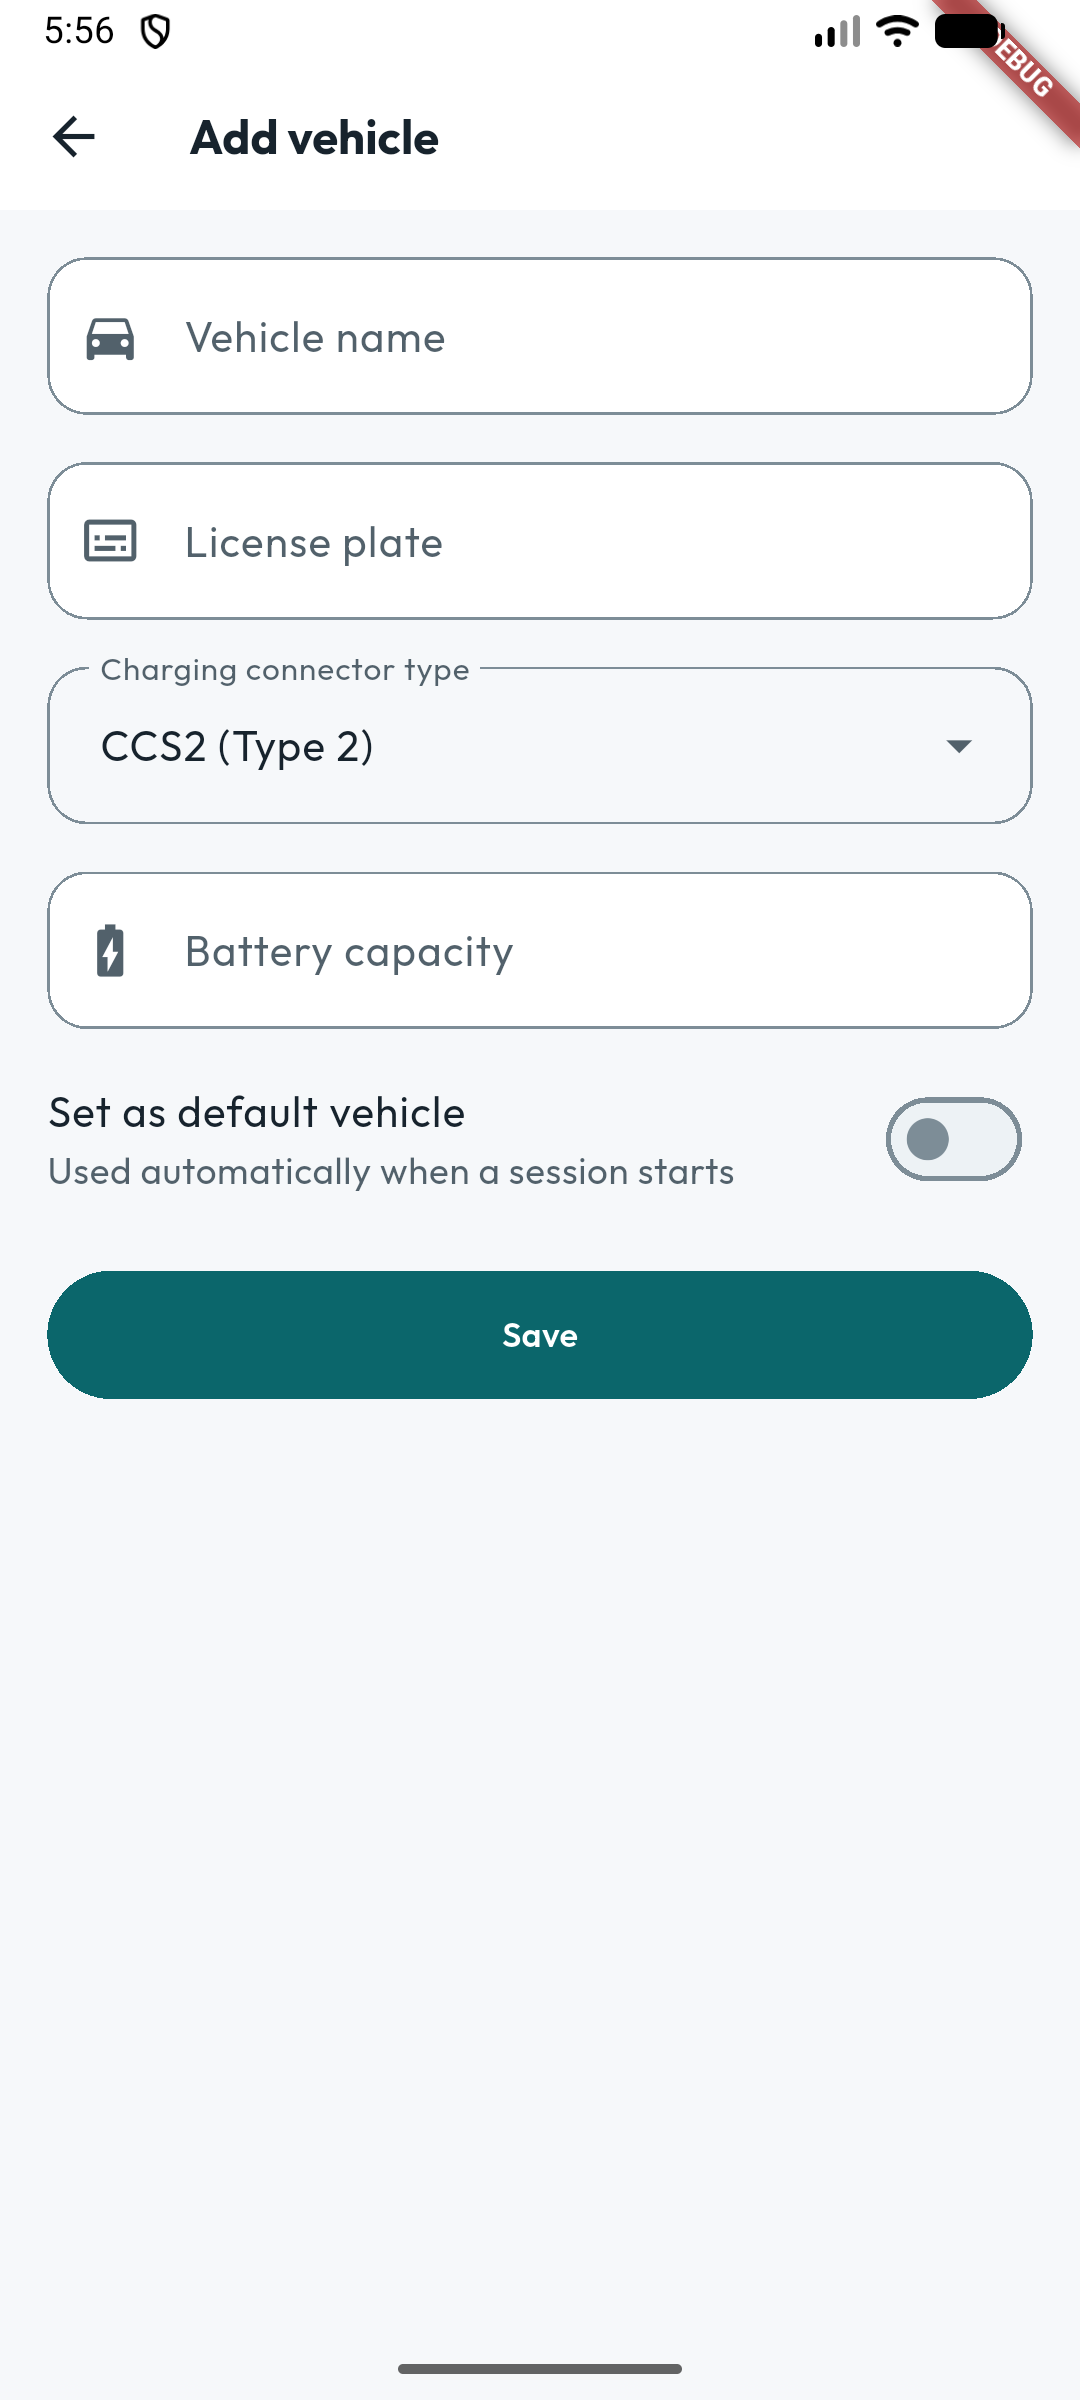 5:56
EBUG
Add vehicle
Vehicle name
License plate
Charging connector type
CCS2 (Type 2)
Battery capacity
Set as default vehicle
Used automatically when a session starts
Save